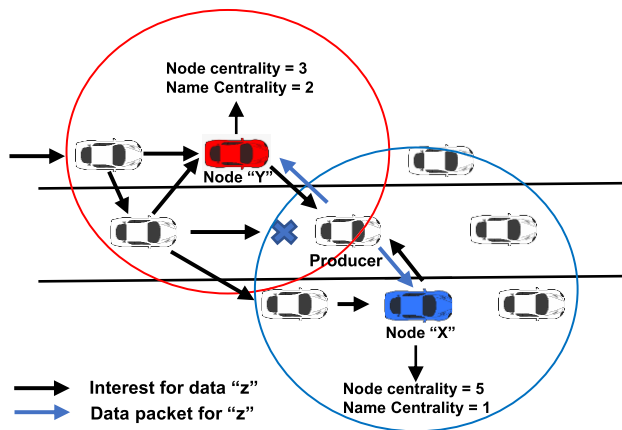 Node centrality = 3
Name Centrality = 2
Node “Y”
Producer
Node “X”
Node centrality = 5
Name Centrality = 1
Interest for data “z”
Data packet for “z”